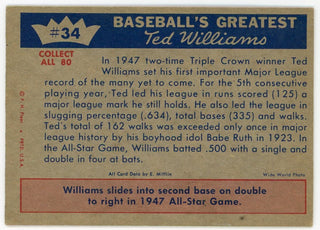 #34
BASEBALL'S GREATEST
Ted Williams
COLLECT
ALL 80
In 1947 two-time Triple Crown winner Ted
Williams set his first important Major League
record of the many yet to come. For the 5th consecutive
playing year, Ted led his league in runs scored (125) a major
league mark he still holds. He also led the league in
slugging percentage (.634), total bases (335) and walks.
Ted's total of 162 walks was exceeded only once in major
league history by his boyhood idol Babe Ruth in 1923. In
the All-Star Game, Williams batted .500 with a single and
double in four at bats.
All Card Data by E. Mifflin
Wide World Photo
Williams slides into second base on double
to right in 1947 All-Star Game.